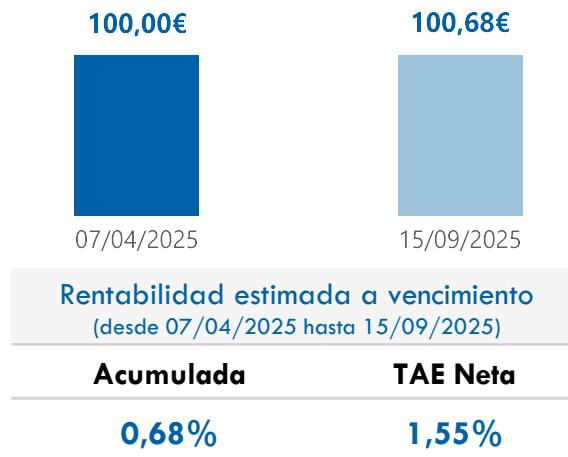 100,00€ 100,68€
07/04/2025 15/09/2025
Rentabilidad estimada a vencimiento
(desde 07/04/2025 hasta 15/09/2025)
Acumulada TAE Neta
0,68% 1,55%